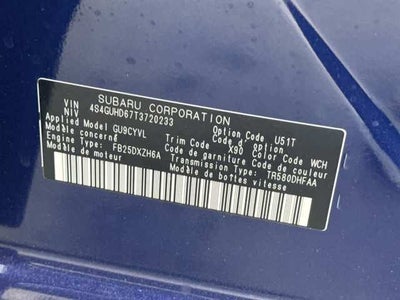 SUBARU CORPORATION
VIN
NIV 4S4GUHD67T3720233
Applied Model GU9CYVL Option Code U51T
Modèle concerné Code d'option
Trim Code X90 Color Code WCH
Code de garniture Code de couleur
Engine Type FB25DXZH6A Transmission Type TR580DHFAA
Modèle de moteur Modèle de boîtes vitesse